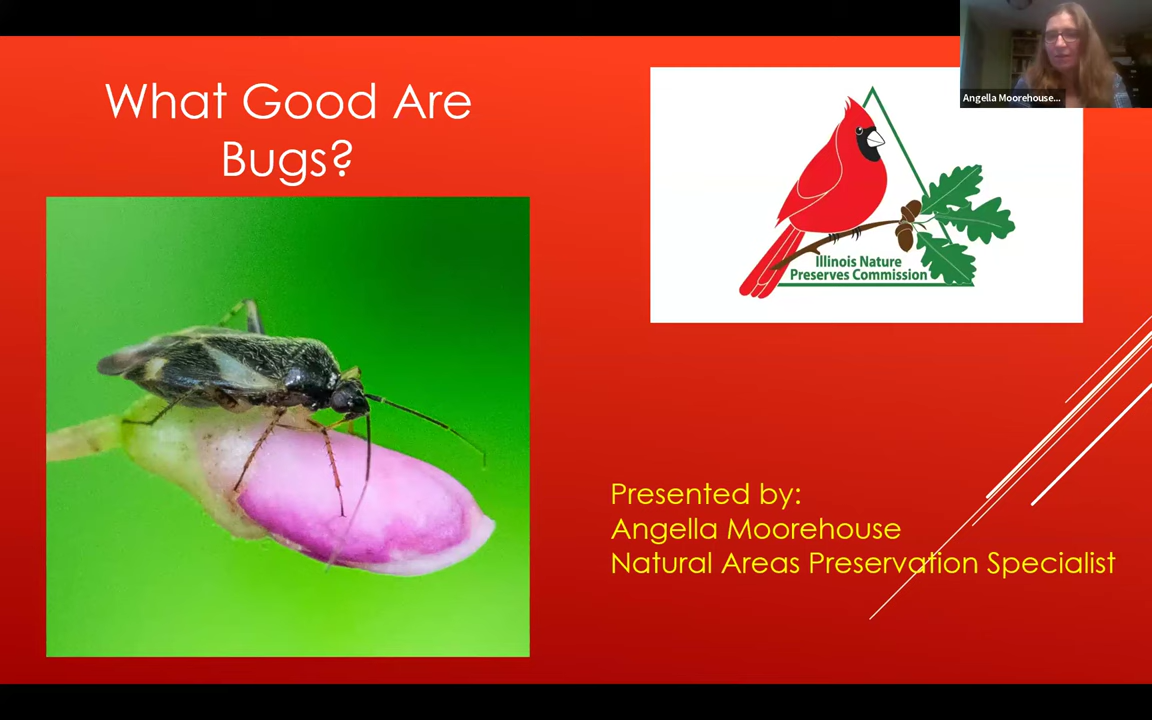 What Good Are
Bugs?
Angella Moorehouse...
Illinois Nature
Preserves Commission
Presented by:
Angella Moorehouse
Natural Areas Preservation Specialist